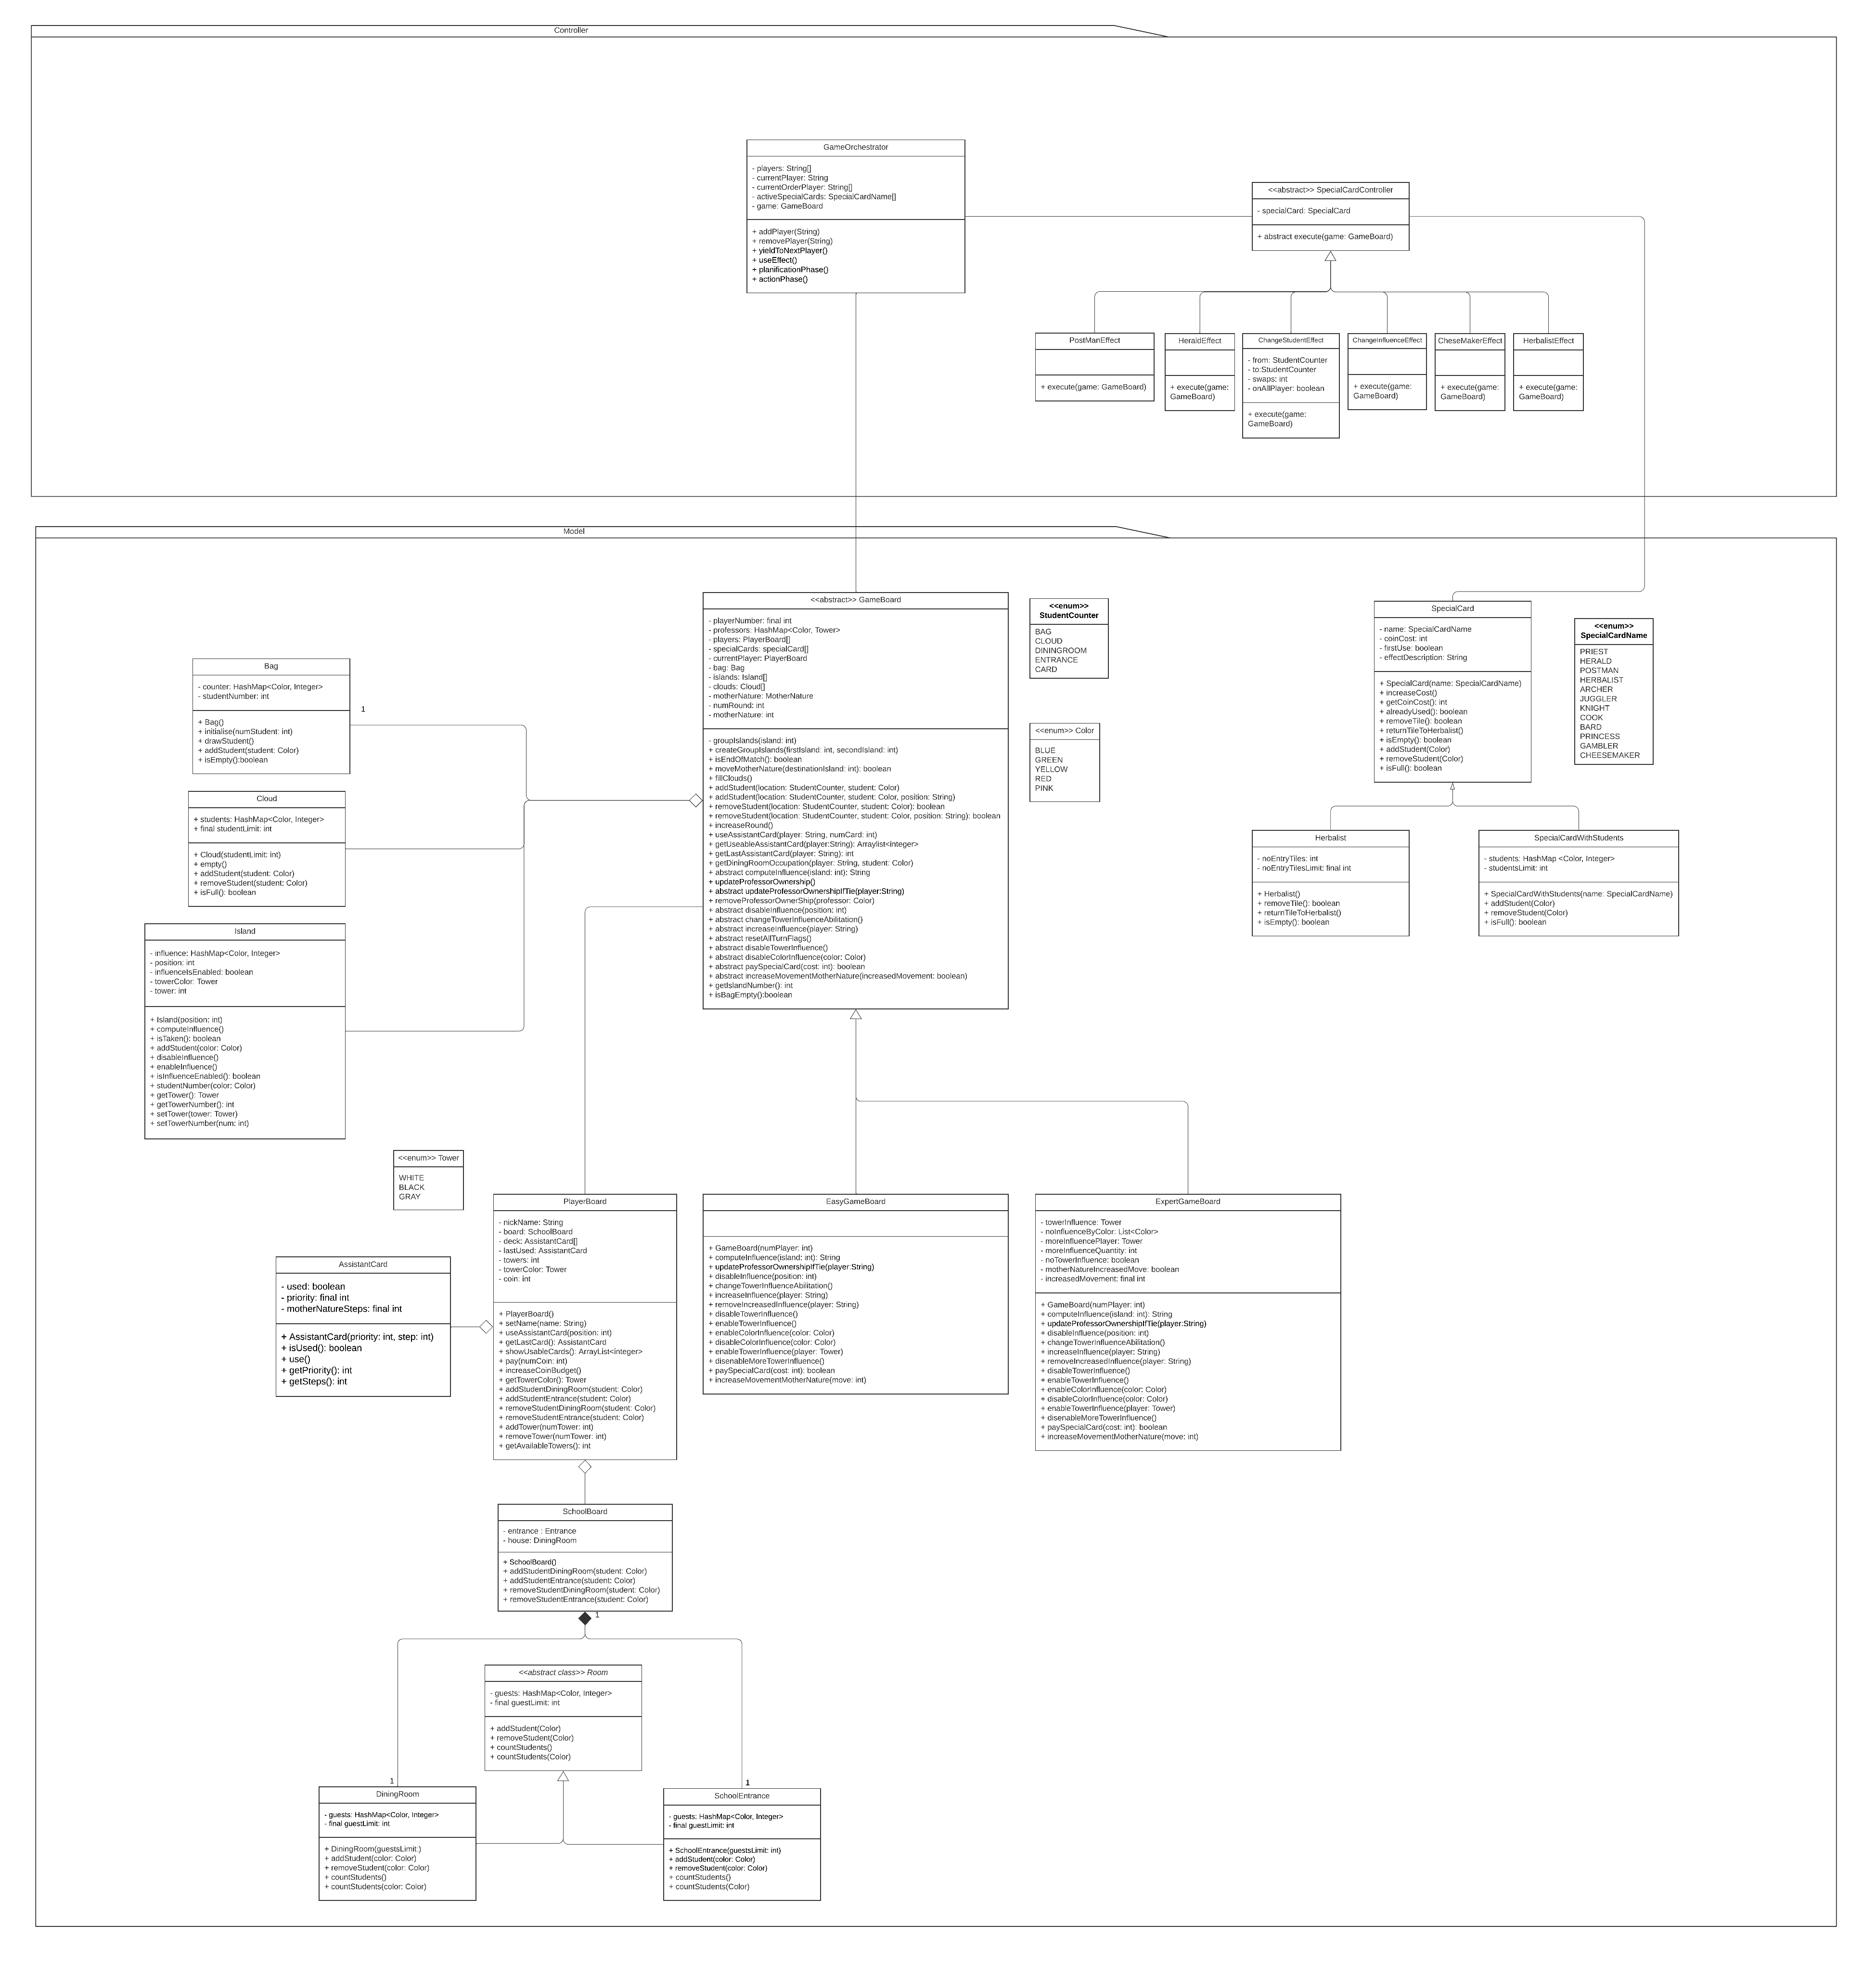 Controller
GameOrchestrator
- players: String[]
- currentPlayer: String
- currentOrderPlayer: String[]
- activeSpecialCards: SpecialCardName[]
- game: GameBoard
+ addPlayer(String)
+ removePlayer(String)
+ yieldToNextPlayer()
+ useEffect()
+ planificationPhase()
+ actionPhase()
<<abstract>> SpecialCardController
- specialCard: SpecialCard
+ abstract execute(game: GameBoard)
PostManEffect
+ execute(game: GameBoard)
HeraldEffect
+ execute(game:
GameBoard)
ChangeStudentEffect
- from: StudentCounter
- to:StudentCounter
- swaps: int
- onAllPlayer: boolean
+ execute(game:
GameBoard)
ChangeInfluenceEffect
+ execute(game:
GameBoard)
CheseMakerEffect
+ execute(game:
GameBoard)
HerbalistEffect
+ execute(game:
GameBoard)
Model
<<abstract>> GameBoard
- playerNumber: final int
- professors: HashMap<Color, Tower>
- players: PlayerBoard[]
- specialCards: specialCard[]
- currentPlayer: PlayerBoard
- bag: Bag
- islands: Island[]
- clouds: Cloud[]
- motherNature: MotherNature
- numRound: int
- motherNature: int
- groupIslands(island: int)
+ createGroupIslands(firstIsland: int, secondIsland: int)
+ isEndOfMatch(): boolean
+ moveMotherNature(destinationIsland: int): boolean
+ fillClouds()
+ addStudent(location: StudentCounter, student: Color)
+ addStudent(location: StudentCounter, student: Color, position: String)
+ removeStudent(location: StudentCounter, student: Color): boolean
+ removeStudent(location: StudentCounter, student: Color, position: String): boolean
+ increaseRound()
+ useAssistantCard(player: String, numCard: int)
+ getUseableAssistantCard(player:String): Arraylist<integer>
+ getLastAssistantCard(player: String): int
+ getDiningRoomOccupation(player: String, student: Color)
+ abstract computeInfluence(island: int): String
+ updateProfessorOwnership()
+ abstract updateProfessorOwnershipIfTie(player:String)
+ removeProfessorOwnerShip(professor: Color)
+ abstract disableInfluence(position: int)
+ abstract changeTowerInfluenceAbilitation()
+ abstract increaseInfluence(player: String)
+ abstract resetAllTurnFlags()
+ abstract disableTowerInfluence()
+ abstract disableColorInfluence(color: Color)
+ abstract paySpecialCard(cost: int): boolean
+ abstract increaseMovementMotherNature(increasedMovement: boolean)
+ getIslandNumber(): int
+ isBagEmpty():boolean
<<enum>>
StudentCounter
BAG
CLOUD
DININGROOM
ENTRANCE
CARD
<<enum>> Color
BLUE
GREEN
YELLOW
RED
PINK
SpecialCard
- name: SpecialCardName
- coinCost: int
- firstUse: boolean
- effectDescription: String
+ SpecialCard(name: SpecialCardName)
+ increaseCost()
+ getCoinCost(): int
+ alreadyUsed(): boolean
+ removeTile(): boolean
+ returnTileToHerbalist()
+ isEmpty(): boolean
+ addStudent(Color)
+ removeStudent(Color)
+ isFull(): boolean
<<enum>>
SpecialCardName
PRIEST
HERALD
POSTMAN
HERBALIST
ARCHER
JUGGLER
KNIGHT
COOK
BARD
PRINCESS
GAMBLER
CHEESEMAKER
Herbalist
- noEntryTiles: int
- noEntryTilesLimit: final int
+ Herbalist()
+ removeTile(): boolean
+ returnTileToHerbalist()
+ isEmpty(): boolean
SpecialCardWithStudents
- students: HashMap <Color, Integer>
- studentsLimit: int
+ SpecialCardWithStudents(name: SpecialCardName)
+ addStudent(Color)
+ removeStudent(Color)
+ isFull(): boolean
Bag
- counter: HashMap<Color, Integer>
- studentNumber: int
+ Bag()
+ initialise(numStudent: int)
+ drawStudent()
+ addStudent(student: Color)
+ isEmpty():boolean
1
Cloud
+ students: HashMap<Color, Integer>
+ final studentLimit: int
+ Cloud(studentLimit: int)
+ empty()
+ addStudent(student: Color)
+ removeStudent(student: Color)
+ isFull(): boolean
Island
- influence: HashMap<Color, Integer>
- position: int
- influenceIsEnabled: boolean
- towerColor: Tower
- tower: int
+ Island(position: int)
+ computeInfluence()
+ isTaken(): boolean
+ addStudent(color: Color)
+ disableInfluence()
+ enableInfluence()
+ isInfluenceEnabled(): boolean
+ studentNumber(color: Color)
+ getTower(): Tower
+ getTowerNumber(): int
+ setTower(tower: Tower)
+ setTowerNumber(num: int)
<<enum>> Tower
WHITE
BLACK
GRAY
AssistantCard
- used: boolean
- priority: final int
- motherNatureSteps: final int
+ AssistantCard(priority: int, step: int)
+ isUsed(): boolean
+ use()
+ getPriority(): int
+ getSteps(): int
PlayerBoard
- nickName: String
- board: SchoolBoard
- deck: AssistantCard[]
- lastUsed: AssistantCard
- towers: int
- towerColor: Tower
- coin: int
+ PlayerBoard()
+ setName(name: String)
+ useAssistantCard(position: int)
+ getLastCard(): AssistantCard
+ showUsableCards(): ArrayList<integer>
+ pay(numCoin: int)
+ increaseCoinBudget()
+ getTowerColor(): Tower
+ addStudentDiningRoom(student: Color)
+ addStudentEntrance(student: Color)
+ removeStudentDiningRoom(student: Color)
+ removeStudentEntrance(student: Color)
+ addTower(numTower: int)
+ removeTower(numTower: int)
+ getAvailableTowers(): int
EasyGameBoard
+ GameBoard(numPlayer: int)
+ computeInfluence(island: int): String
+ updateProfessorOwnershipIfTie(player:String)
+ disableInfluence(position: int)
+ changeTowerInfluenceAbilitation()
+ increaseInfluence(player: String)
+ removeIncreasedInfluence(player: String)
+ disableTowerInfluence()
+ enableTowerInfluence()
+ enableColorInfluence(color: Color)
+ disableColorInfluence(color: Color)
+ enableTowerInfluence(player: Tower)
+ disenableMoreTowerInfluence()
+ paySpecialCard(cost: int): boolean
+ increaseMovementMotherNature(move: int)
ExpertGameBoard
- towerInfluence: Tower
- noInfluenceByColor: List<Color>
- moreInfluencePlayer: Tower
- moreInfluenceQuantity: int
- noTowerInfluence: boolean
- motherNatureIncreasedMove: boolean
- increasedMovement: final int
+ GameBoard(numPlayer: int)
+ computeInfluence(island: int): String
+ updateProfessorOwnershipIfTie(player:String)
+ disableInfluence(position: int)
+ changeTowerInfluenceAbilitation()
+ increaseInfluence(player: String)
+ removeIncreasedInfluence(player: String)
+ disableTowerInfluence()
+ enableTowerInfluence()
+ enableColorInfluence(color: Color)
+ disableColorInfluence(color: Color)
+ enableTowerInfluence(player: Tower)
+ disenableMoreTowerInfluence()
+ paySpecialCard(cost: int): boolean
+ increaseMovementMotherNature(move: int)
SchoolBoard
- entrance : Entrance
- house: DiningRoom
+ SchoolBoard()
+ addStudentDiningRoom(student: Color)
+ addStudentEntrance(student: Color)
+ removeStudentDiningRoom(student: Color)
+ removeStudentEntrance(student: Color)
1
<<abstract class>> Room
- guests: HashMap<Color, Integer>
- final guestLimit: int
+ addStudent(Color)
+ removeStudent(Color)
+ countStudents()
+ countStudents(Color)
1
DiningRoom
- guests: HashMap<Color, Integer>
- final guestLimit: int
+ DiningRoom(guestsLimit:)
+ addStudent(color: Color)
+ removeStudent(color: Color)
+ countStudents()
+ countStudents(color: Color)
1
SchoolEntrance
- guests: HashMap<Color, Integer>
- final guestLimit: int
+ SchoolEntrance(guestsLimit: int)
+ addStudent(color: Color)
+ removeStudent(color: Color)
+ countStudents()
+ countStudents(Color)